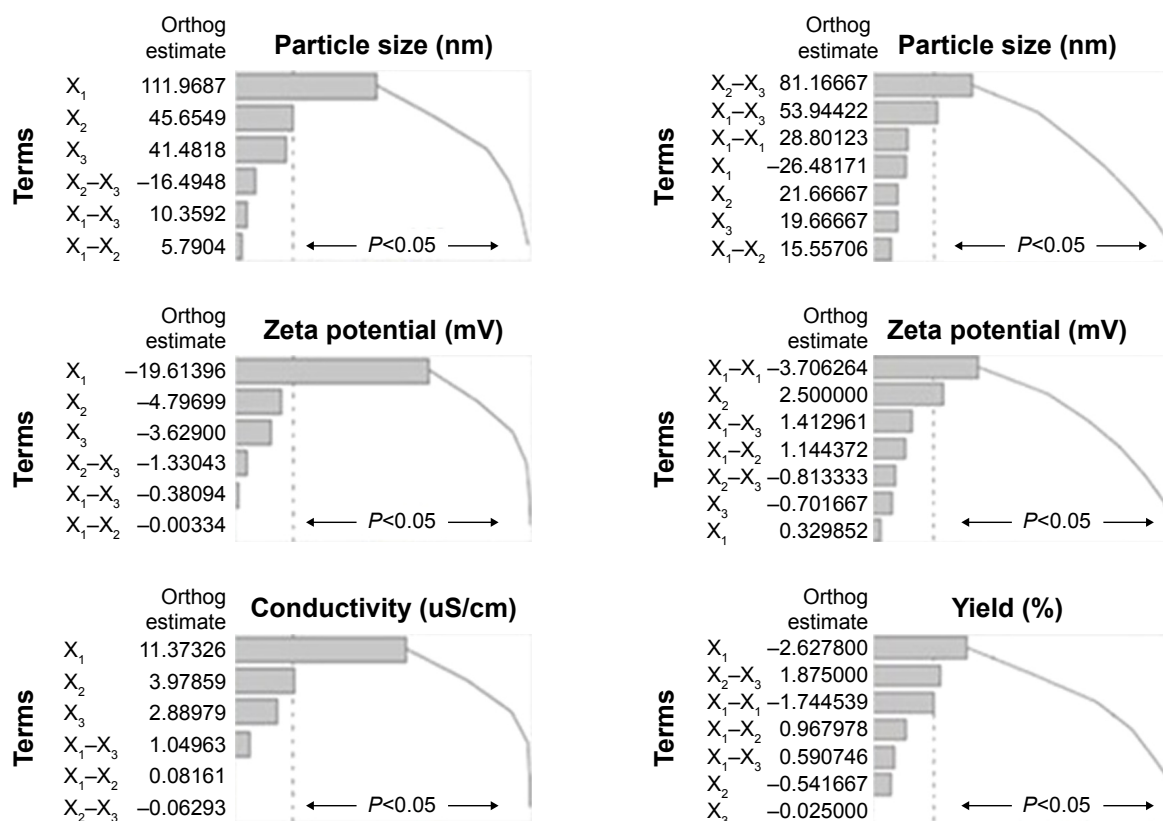 Orthog
estimate
Particle size (nm)
Terms
X₁ 111.9687
X₂ 45.6549
X₃ 41.4818
X₂–X₃ –16.4948
X₁–X₃ 10.3592
X₁–X₂ 5.7904
P<0.05
Orthog
estimate
Particle size (nm)
Terms
X₂–X₃ 81.16667
X₁–X₃ 53.94422
X₁–X₁ 28.80123
X₁ –26.48171
X₂ 21.66667
X₃ 19.66667
X₁–X₂ 15.55706
P<0.05
Orthog
estimate
Zeta potential (mV)
Terms
X₁ –19.61396
X₂ –4.79699
X₃ –3.62900
X₂–X₃ –1.33043
X₁–X₃ –0.38094
X₁–X₂ –0.00334
P<0.05
Orthog
estimate
Zeta potential (mV)
Terms
X₁–X₁ –3.706264
X₂ 2.500000
X₁–X₃ 1.412961
X₁–X₂ 1.144372
X₂–X₃ –0.813333
X₃ –0.701667
X₁ 0.329852
P<0.05
Orthog
estimate
Conductivity (uS/cm)
Terms
X₁ 11.37326
X₂ 3.97859
X₃ 2.88979
X₁–X₃ 1.04963
X₁–X₂ 0.08161
X₂–X₃ –0.06293
P<0.05
Orthog
estimate
Yield (%)
Terms
X₁ –2.627800
X₂–X₃ 1.875000
X₁–X₁ –1.744539
X₁–X₂ 0.967978
X₁–X₃ 0.590746
X₂ –0.541667
X₃ –0.025000
P<0.05